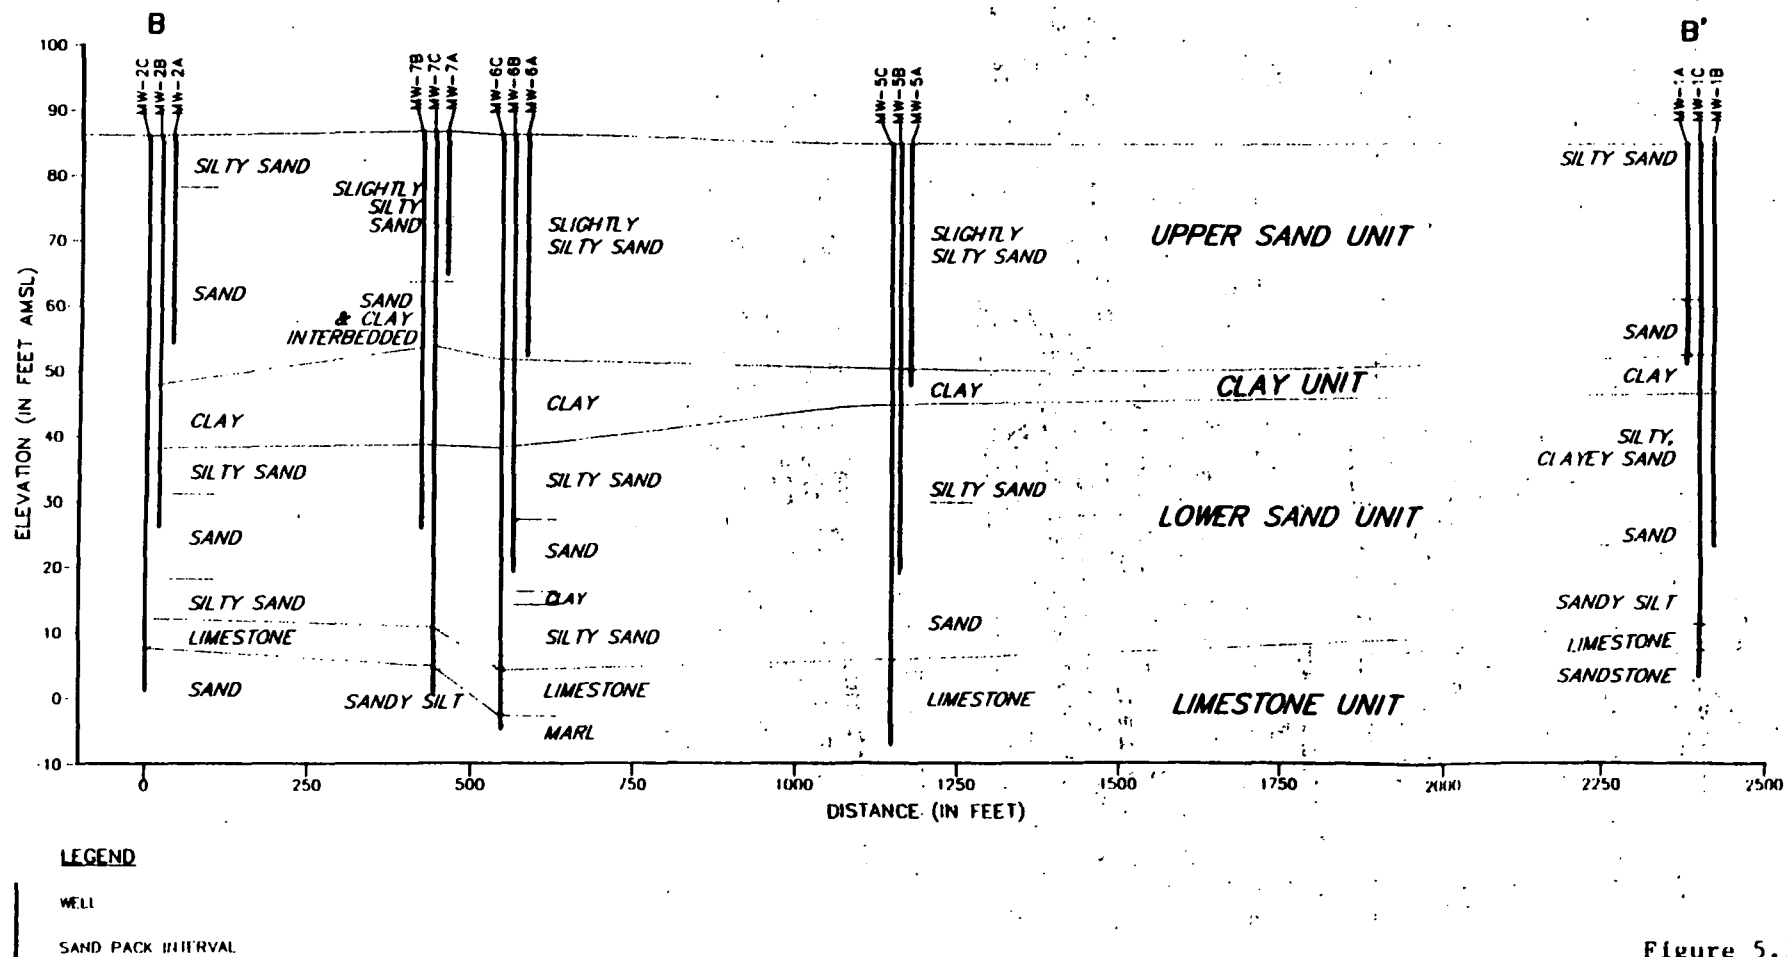 B
B'
MW-2C
MW-2B
MW-2A
MW-7B
MW-7C
MW-7A
MW-6C
MW-6B
MW-6A
MW-5C
MW-5B
MW-5A
MW-1A
MW-1C
MW-1B
ELEVATION (IN FEET AMSL)
100
90
80
70
60
50
40
30
20
10
0
-10
SILTY SAND
SAND
CLAY
SILTY SAND
SAND
SILTY SAND
LIMESTONE
SAND
SLIGHTLY
SILTY
SAND
SAND
& CLAY
INTERBEDDED
SANDY SILT
SLIGHTLY
SILTY SAND
CLAY
SILTY SAND
SAND
CLAY
SILTY SAND
LIMESTONE
MARL
SLIGHTLY
SILTY SAND
CLAY
SILTY SAND
SAND
LIMESTONE
UPPER SAND UNIT
CLAY UNIT
LOWER SAND UNIT
LIMESTONE UNIT
SILTY SAND
SAND
CLAY
SILTY,
CLAYEY SAND
SAND
SANDY SILT
LIMESTONE
SANDSTONE
0
250
500
750
1000
1250
1500
1750
2000
2250
2500
DISTANCE (IN FEET)
LEGEND
WELL
SAND PACK INTERVAL
Figure 5.